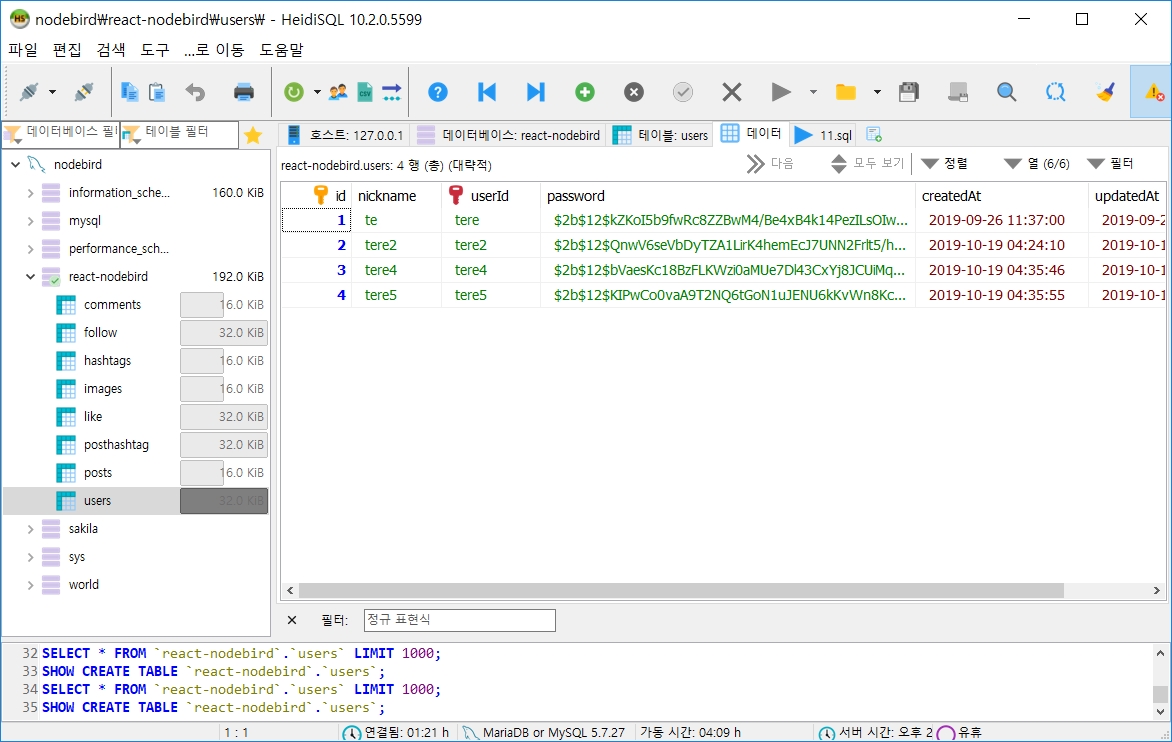 nodebird₩react-nodebird₩users₩ - HeidiSQL 10.2.0.5599
파일 편집 검색 도구 ...로 이동 도움말
데이터베이스 필 테이블 필터
호스트: 127.0.0.1 데이터베이스: react-nodebird 테이블: users 데이터 11.sql
nodebird
information_sche... 160.0 KiB
mysql
performance_sch...
react-nodebird 192.0 KiB
comments 16.0 KiB
follow 32.0 KiB
hashtags 16.0 KiB
images 16.0 KiB
like 32.0 KiB
posthashtag 32.0 KiB
posts 16.0 KiB
users 32.0 KiB
sakila
sys
world
react-nodebird.users: 4 행 (총) (대략적) 다음 모두 보기 정렬 열 (6/6) 필터
id nickname userId password createdAt updatedAt
1 te tere $2b$12$kZKoI5b9fwRc8ZZBwM4/Be4xB4k14PezILsOIw... 2019-09-26 11:37:00 2019-09-2
2 tere2 tere2 $2b$12$QnwV6seVbDyTZA1LirK4hemEcJ7UNN2Frlt5/h... 2019-10-19 04:24:10 2019-10-1
3 tere4 tere4 $2b$12$bVaesKc18BzFLKWzi0aMUe7Dl43CxYj8JCUiMq... 2019-10-19 04:35:46 2019-10-1
4 tere5 tere5 $2b$12$KIPwCo0vaA9T2NQ6tGoN1uJENU6kKvWn8Kc... 2019-10-19 04:35:55 2019-10-1
필터: 정규 표현식
32 SELECT * FROM `react-nodebird`.`users` LIMIT 1000;
33 SHOW CREATE TABLE `react-nodebird`.`users`;
34 SELECT * FROM `react-nodebird`.`users` LIMIT 1000;
35 SHOW CREATE TABLE `react-nodebird`.`users`;
1 : 1 연결됨: 01:21 h MariaDB or MySQL 5.7.27 가동 시간: 04:09 h 서버 시간: 오후 2 유휴